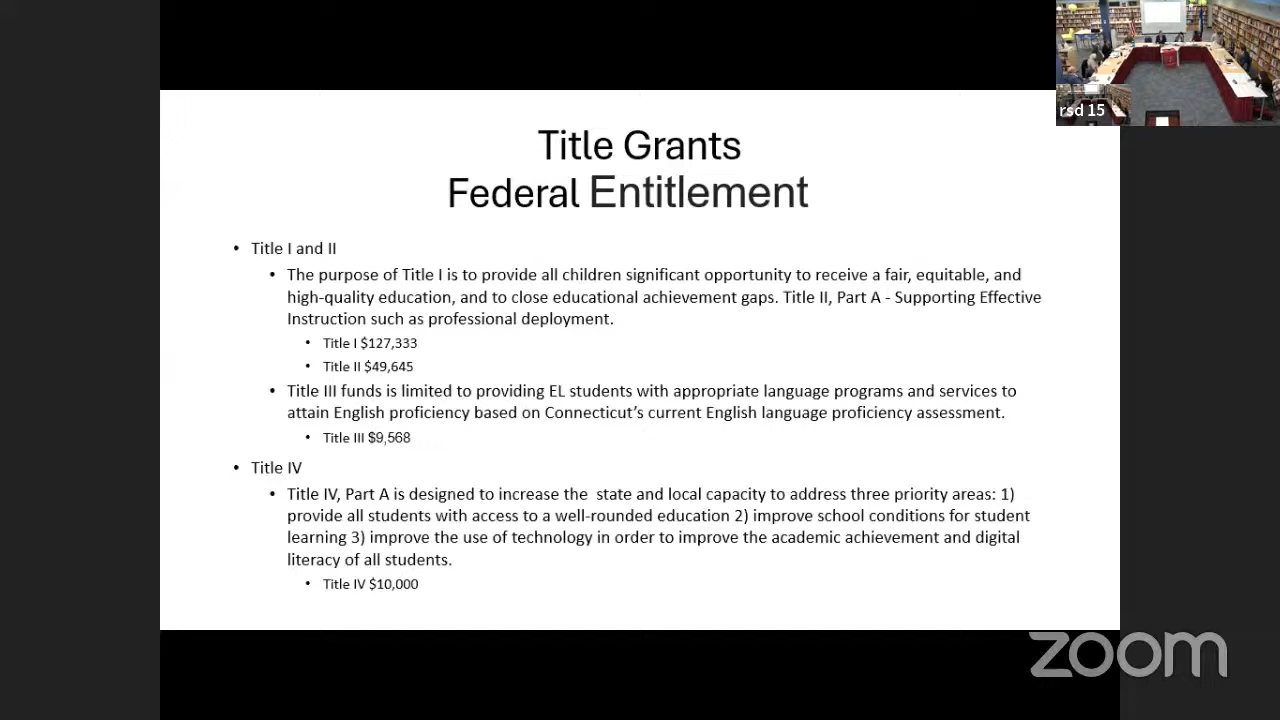 rsd 15
Title Grants
Federal Entitlement
• Title I and II
• The purpose of Title I is to provide all children significant opportunity to receive a fair, equitable, and
high-quality education, and to close educational achievement gaps. Title II, Part A - Supporting Effective
Instruction such as professional deployment.
• Title I $127,333
• Title II $49,645
• Title III funds is limited to providing EL students with appropriate language programs and services to
attain English proficiency based on Connecticut's current English language proficiency assessment.
• Title III $9,568
• Title IV
• Title IV, Part A is designed to increase the  state and local capacity to address three priority areas: 1)
provide all students with access to a well-rounded education 2) improve school conditions for student
learning 3) improve the use of technology in order to improve the academic achievement and digital
literacy of all students.
• Title IV $10,000
zoom